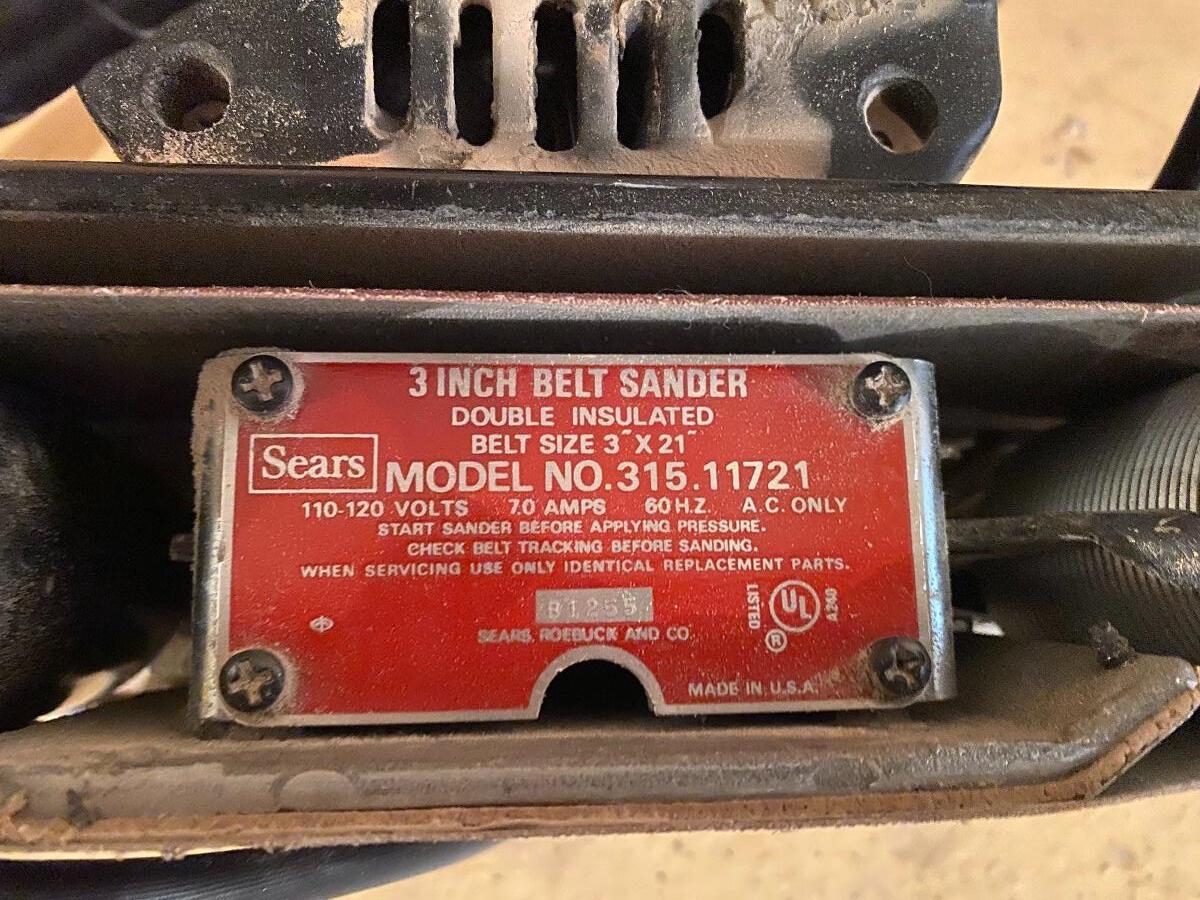 3 INCH BELT SANDER
DOUBLE INSULATED
BELT SIZE 3" X 21"
Sears
MODEL NO. 315.11721
110-120 VOLTS 7.0 AMPS 60 H.Z. A.C. ONLY
START SANDER BEFORE APPLYING PRESSURE.
CHECK BELT TRACKING BEFORE SANDING.
WHEN SERVICING USE ONLY IDENTICAL REPLACEMENT PARTS.
B1255
LISTED UL A240
®
SEARS, ROEBUCK AND CO.
MADE IN U.S.A.